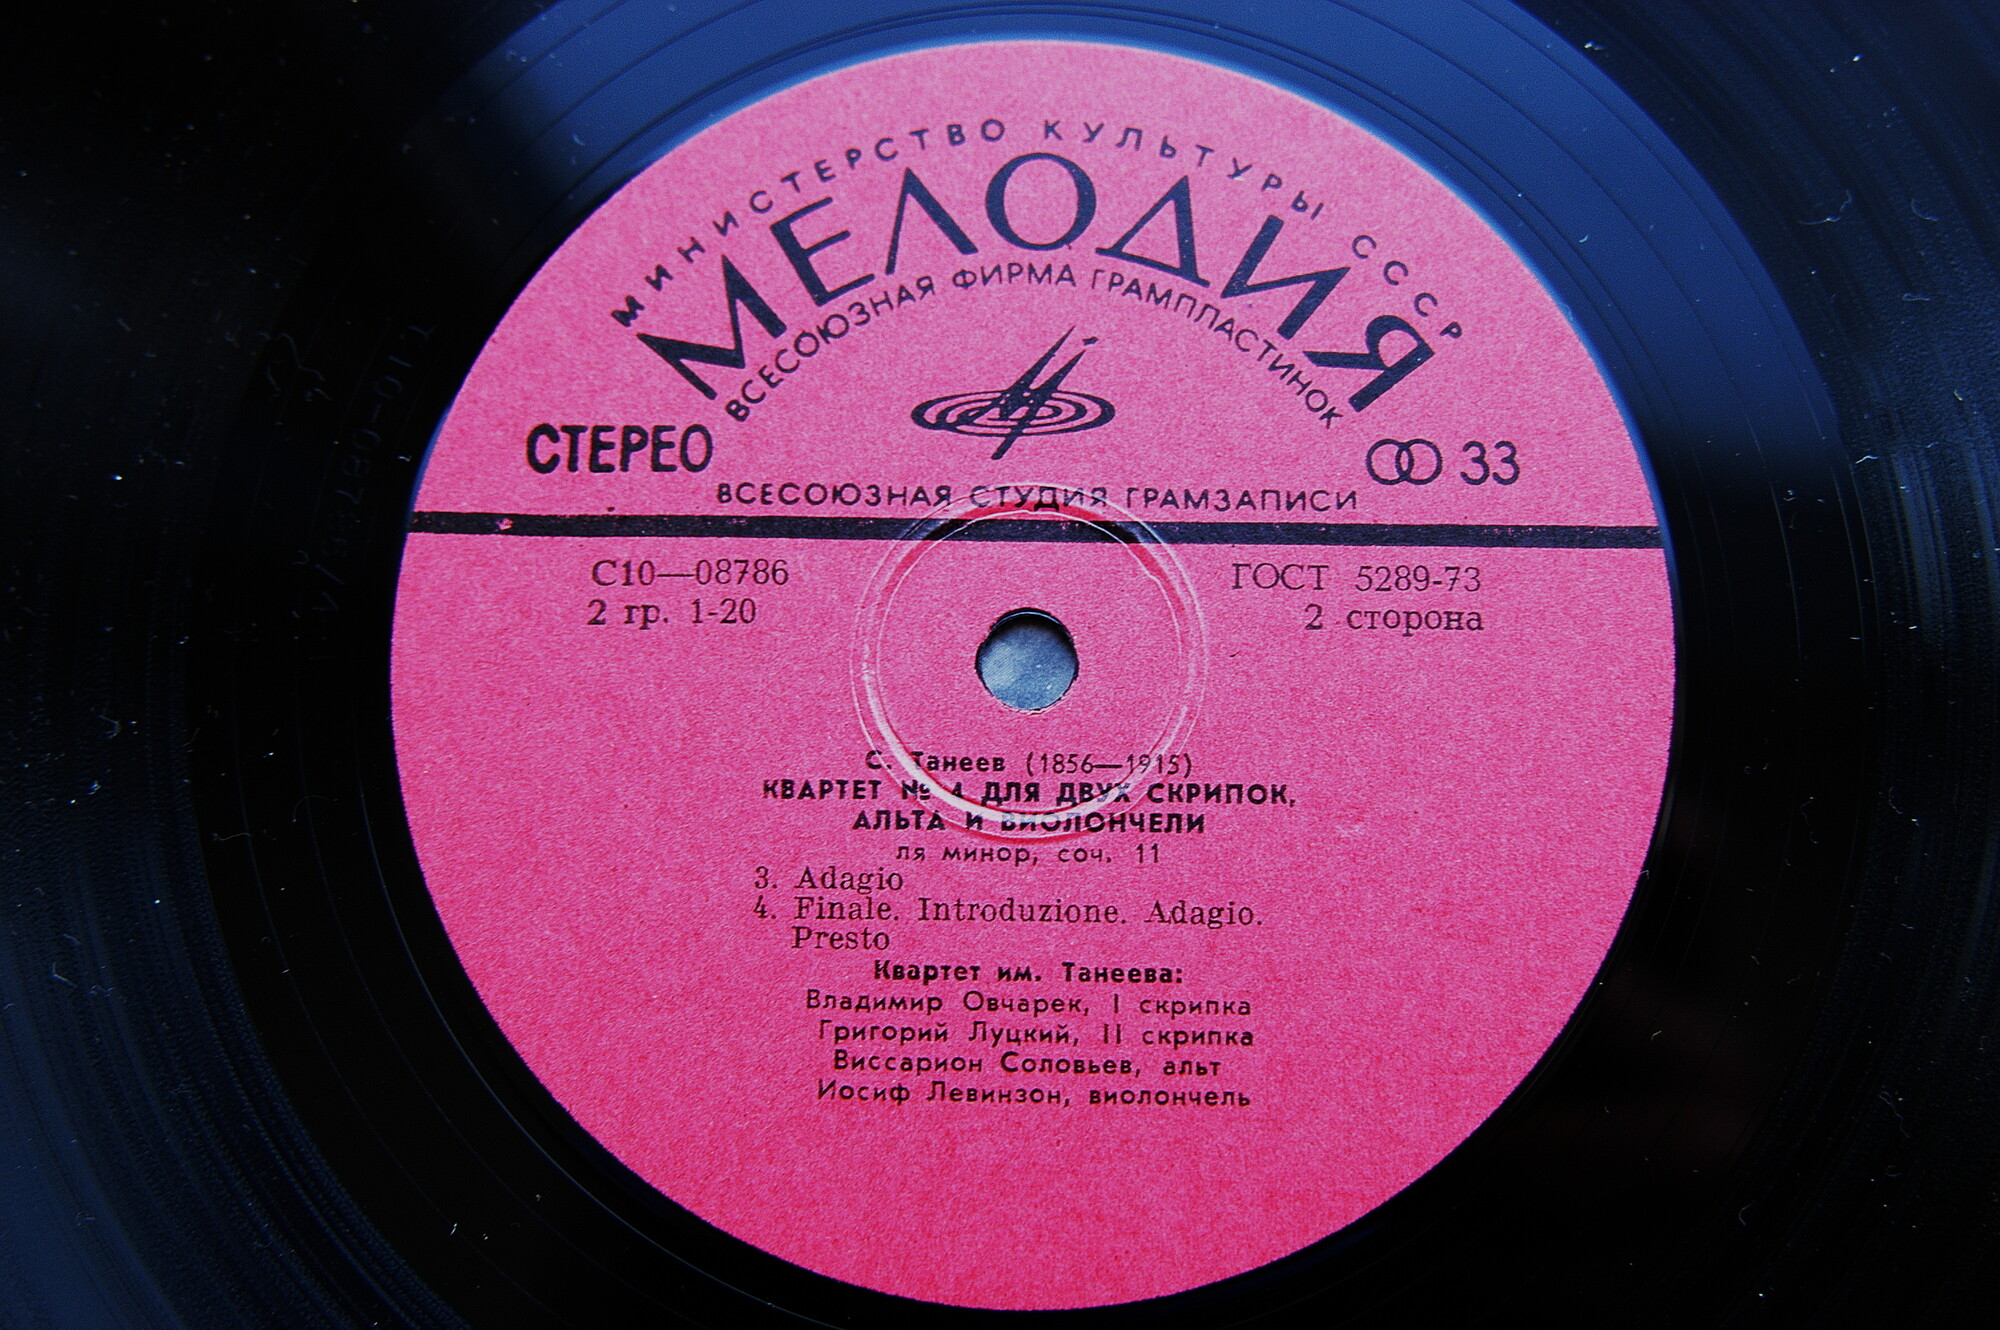 МИНИСТЕРСТВО КУЛЬТУРЫ СССР
МЕЛОДИЯ
ВСЕСОЮЗНАЯ ФИРМА ГРАМПЛАСТИНОК
СТЕРЕО
33
ВСЕСОЮЗНАЯ СТУДИЯ ГРАМЗАПИСИ
С10—08786
ГОСТ 5289-73
2 гр. 1-20
2 сторона
С. Танеев (1856—1915)
КВАРТЕТ № 4 ДЛЯ ДВУХ СКРИПОК,
АЛЬТА И ВИОЛОНЧЕЛИ
ля минор, соч. 11
3. Adagio
4. Finale. Introduzione. Adagio.
Presto
Квартет им. Танеева:
Владимир Овчарек, I скрипка
Григорий Луцкий, II скрипка
Виссарион Соловьев, альт
Иосиф Левинзон, виолончель